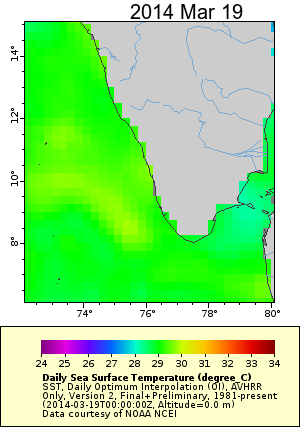 2014 Mar 19
14°
12°
10°
8°
74°
76°
78°
80°
24 25 26 27 28 29 30 31 32 33 34
Daily Sea Surface Temperature (degree_C)
SST, Daily Optimum Interpolation (OI), AVHRR
Only, Version 2, Final+Preliminary, 1981-present
(2014-03-19T00:00:00Z, Altitude=0.0 m)
Data courtesy of NOAA NCEI